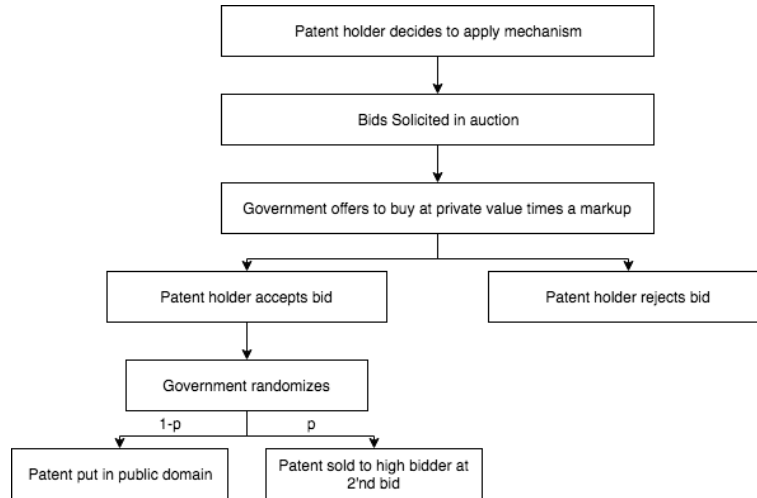 Patent holder decides to apply mechanism
Bids Solicited in auction
Government offers to buy at private value times a markup
Patent holder accepts bid
Patent holder rejects bid
Government randomizes
1-p
p
Patent put in public domain
Patent sold to high bidder at
2'nd bid